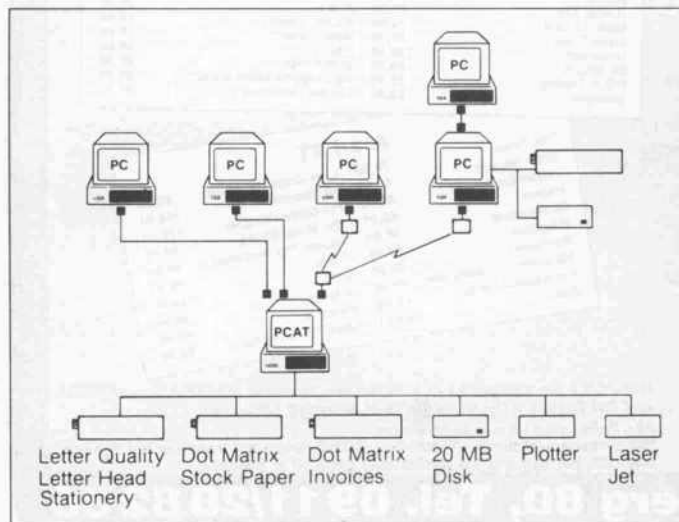 PC
PC
PC
PC
PC
PCAT
Letter Quality
Letter Head
Stationery
Dot Matrix
Stock Paper
Dot Matrix
Invoices
20 MB
Disk
Plotter
Laser
Jet